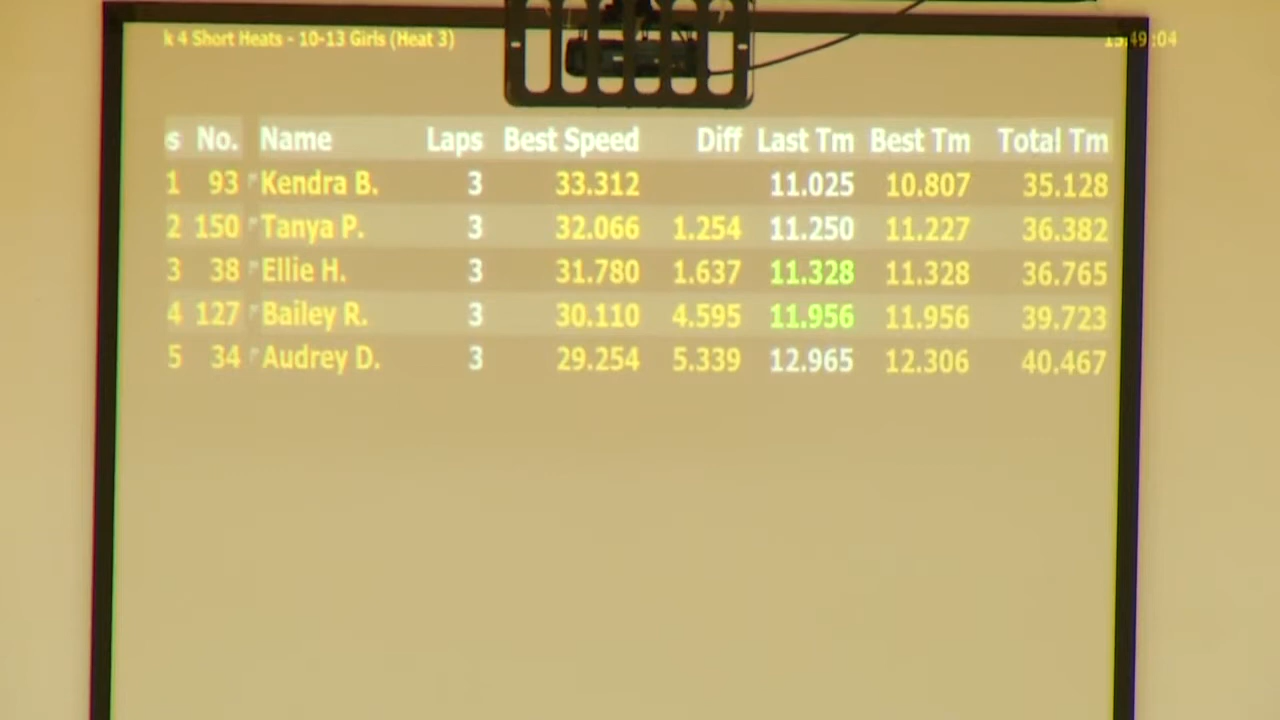 k 4 Short Heats - 10-13 Girls (Heat 3) 15:49:04
s No. Name Laps Best Speed Diff Last Tm Best Tm Total Tm
1 93 Kendra B. 3 33.312 11.025 10.807 35.128
2 150 Tanya P. 3 32.066 1.254 11.250 11.227 36.382
3 38 Ellie H. 3 31.780 1.637 11.328 11.328 36.765
4 127 Bailey R. 3 30.110 4.595 11.956 11.956 39.723
5 34 Audrey D. 3 29.254 5.339 12.965 12.306 40.467